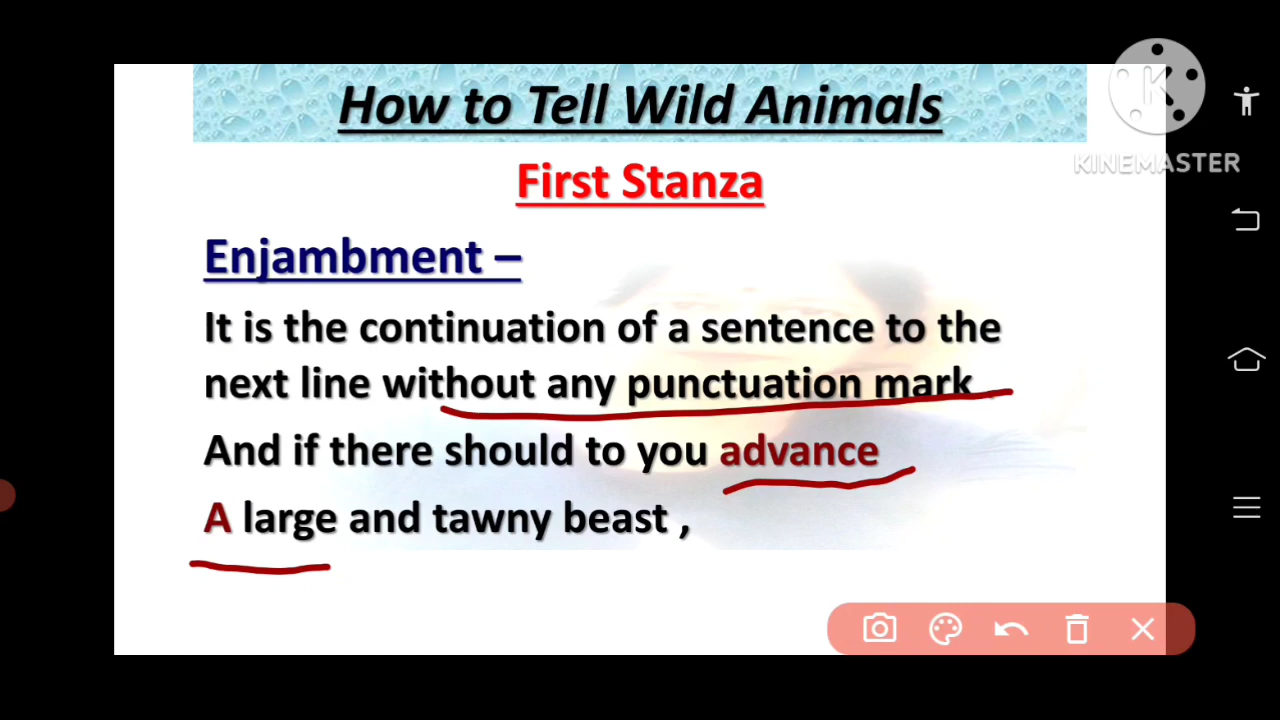 How to Tell Wild Animals
KINEMASTER
First Stanza
Enjambment –
It is the continuation of a sentence to the
next line without any punctuation mark
And if there should to you advance
A large and tawny beast ,